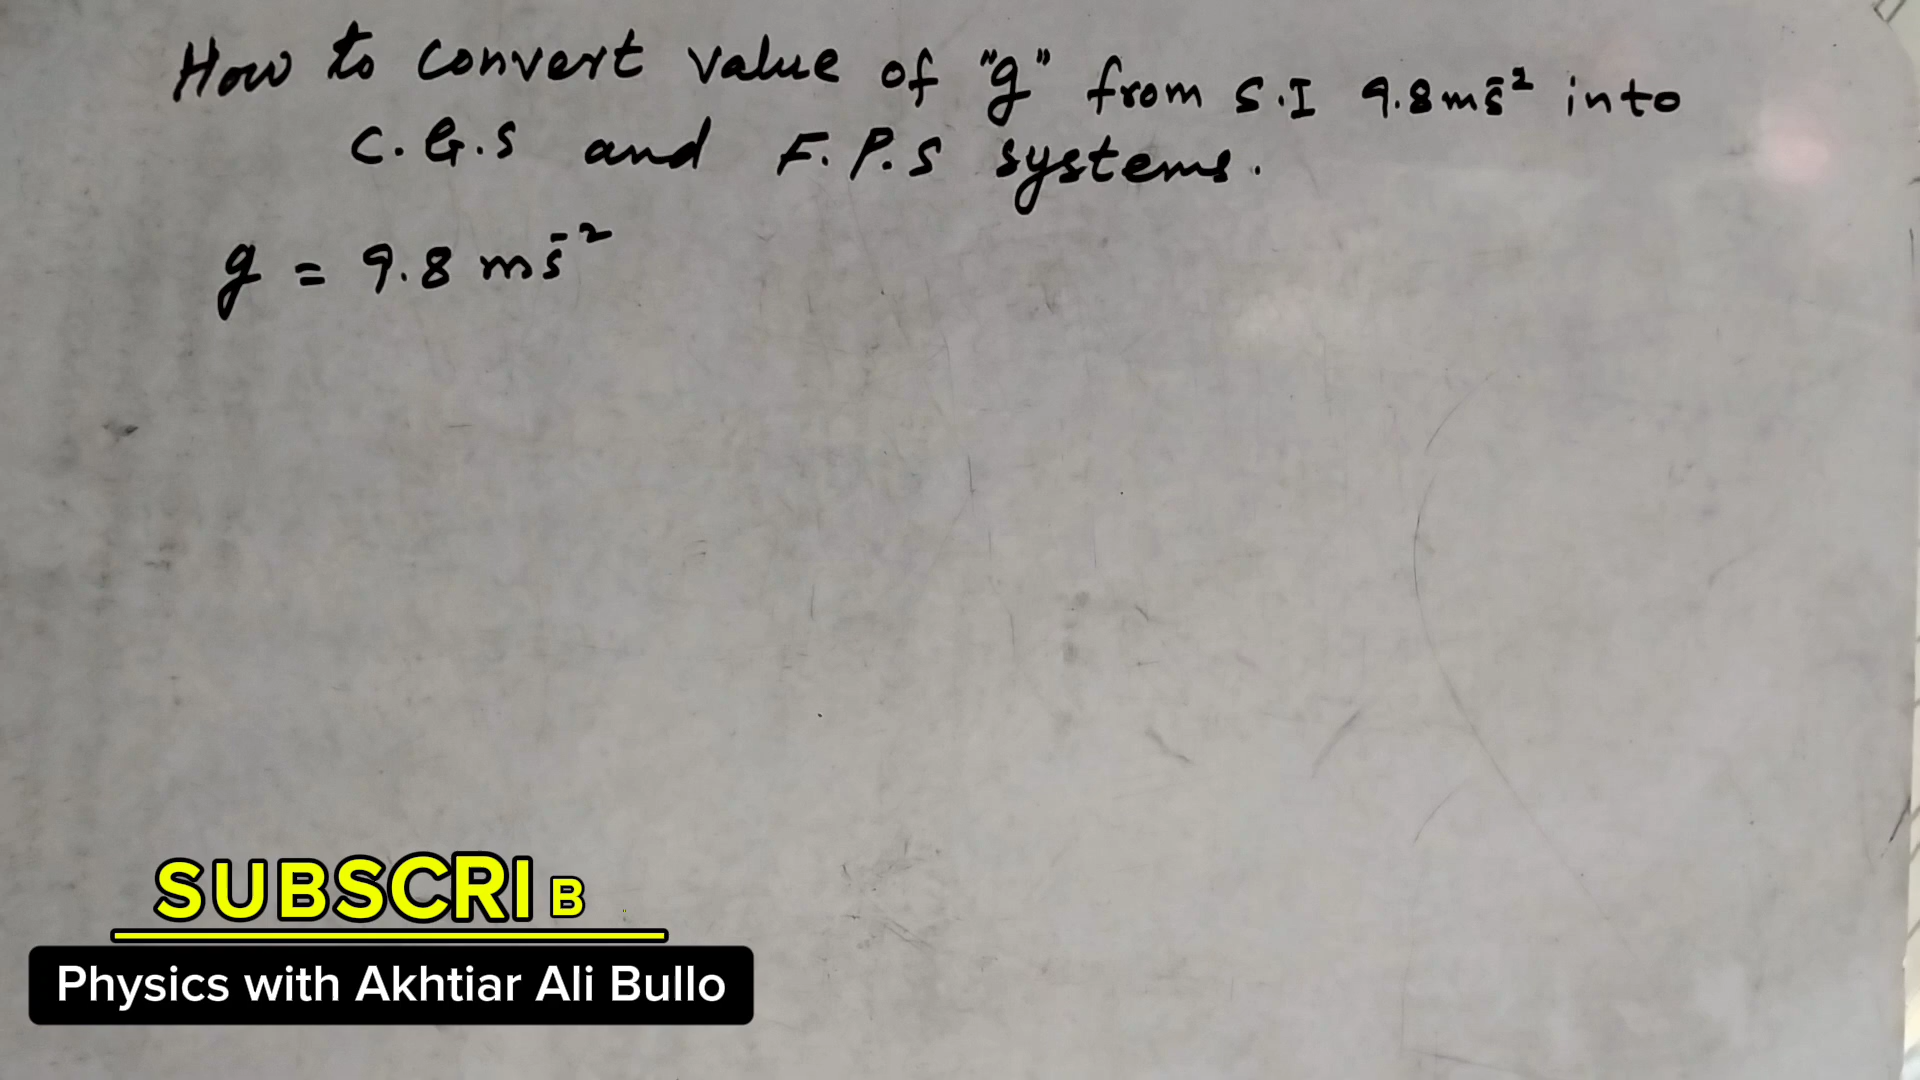 How to convert value of "g" from S.I 9.8ms⁻² into
C.G.S and F.P.S systems.
g = 9.8 ms⁻²
SUBSCRIB
Physics with Akhtiar Ali Bullo